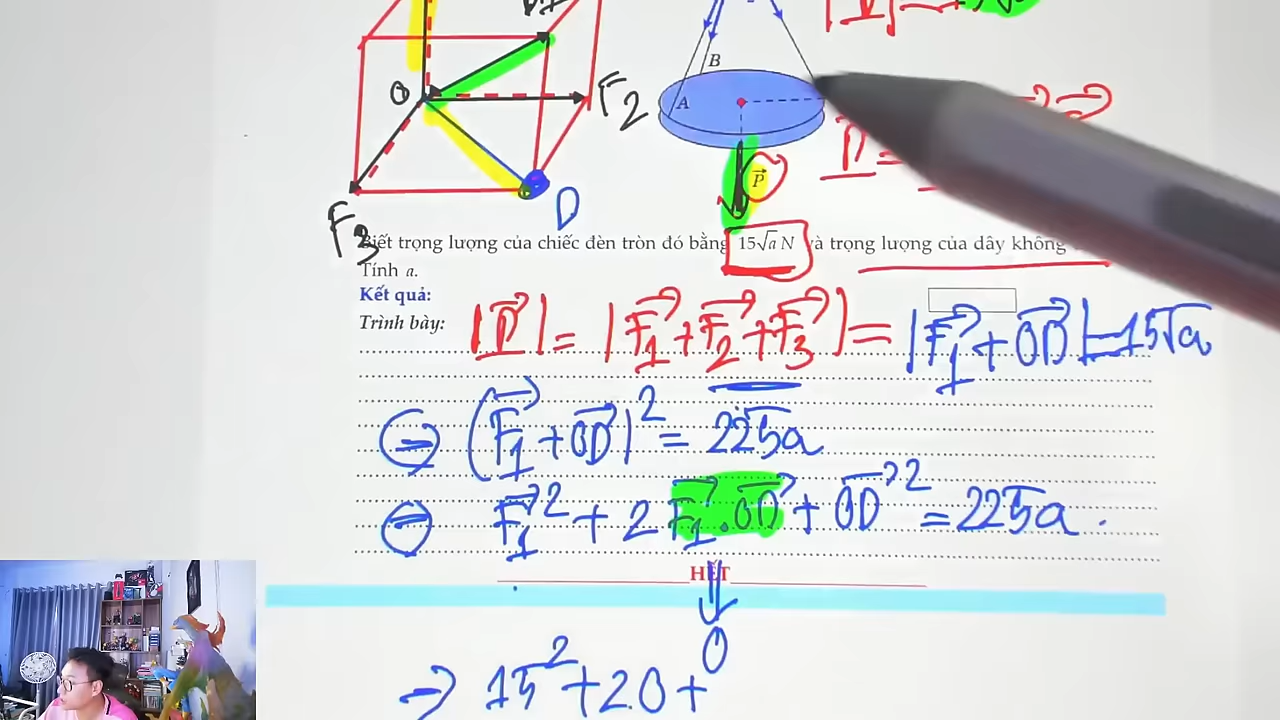 O
F2
B
A
P
D
F3
Biết trọng lượng của chiếc đèn tròn đó bằng 15√a N và trọng lượng của dây không
Tính a.
Kết quả:
Trình bày: |P| = |F1 + F2 + F3| = |F1 + OD| = 15√a
⇔ (F1 + OD)² = 225a
⇔ F1² + 2F1.OD + OD² = 225a.
HẾT
0
→ 15² + 2.0 +